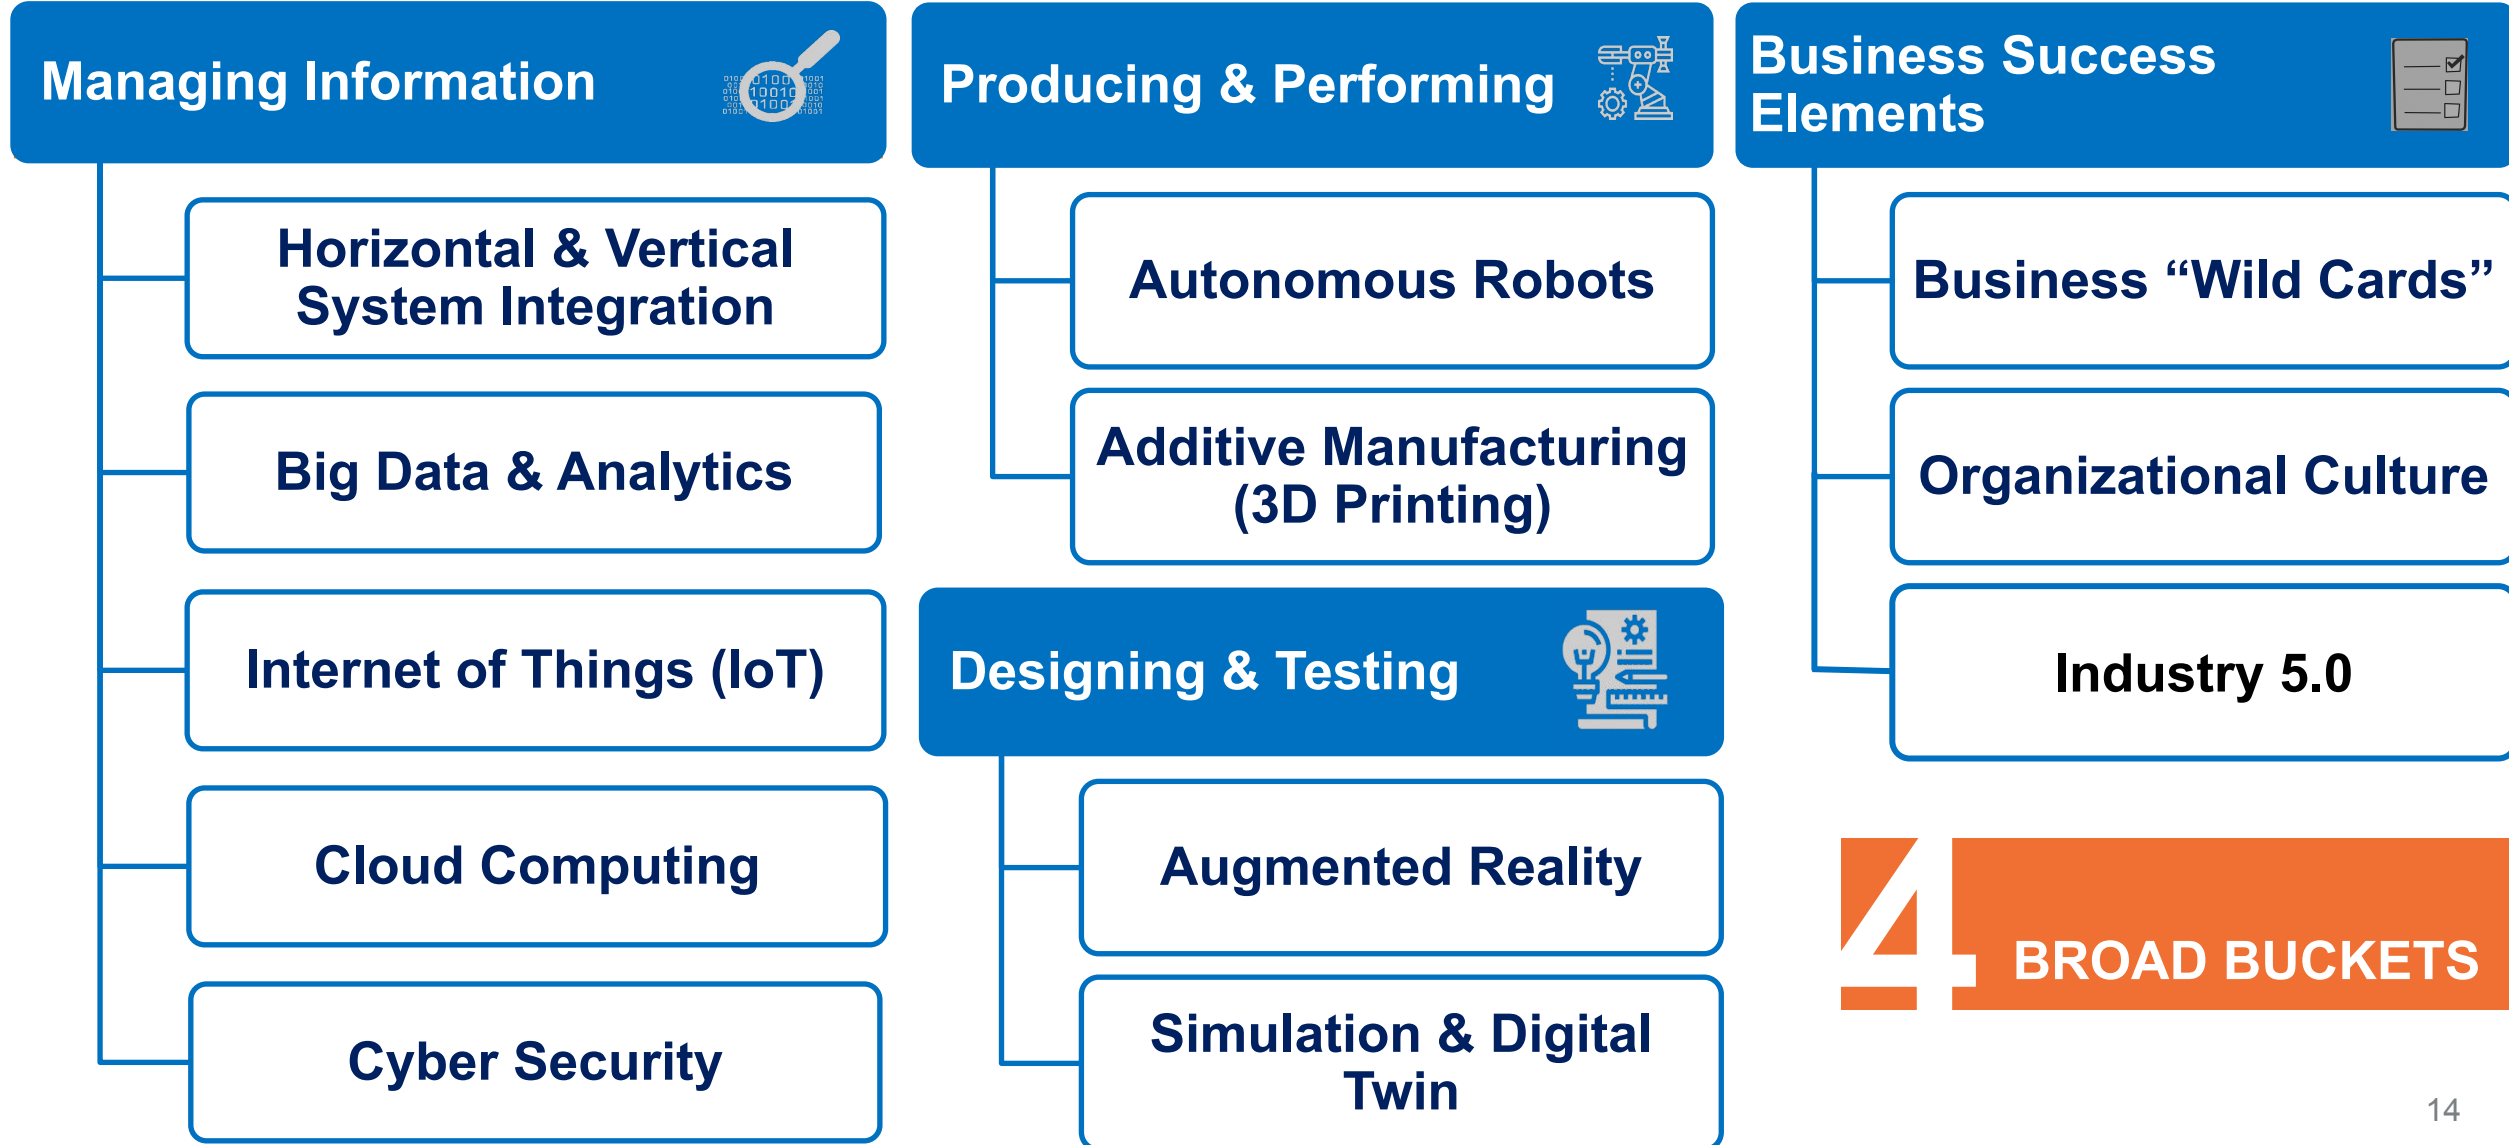 Managing Information
Horizontal & Vertical
System Integration
Big Data & Analytics
Internet of Things (IoT)
Cloud Computing
Cyber Security
Producing & Performing
Autonomous Robots
Additive Manufacturing
(3D Printing)
Designing & Testing
Augmented Reality
Simulation & Digital
Twin
Business Success
Elements
Business “Wild Cards”
Organizational Culture
Industry 5.0
4 BROAD BUCKETS
14